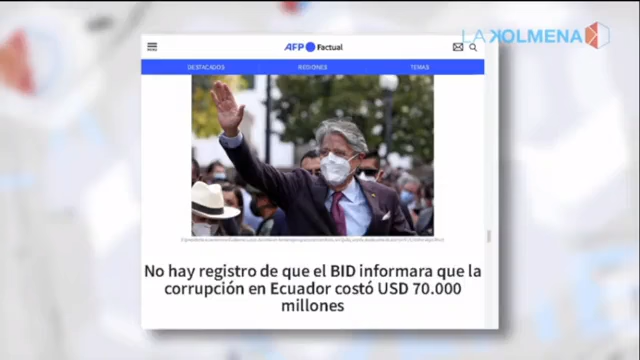 LA KOLMENA
AFP Factual
DESTACADOS REGIONES TEMAS
No hay registro de que el BID informara que la
corrupción en Ecuador costó USD 70.000
millones